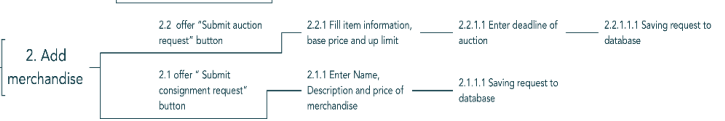 2. Add
merchandise
2.2 offer "Submit auction
request" button
2.2.1 Fill item information,
base price and up limit
2.2.1.1 Enter deadline of
auction
2.2.1.1.1 Saving request to
database
2.1 offer " Submit
consignment request"
button
2.1.1 Enter Name,
Description and price of
merchandise
2.1.1.1 Saving request to
database